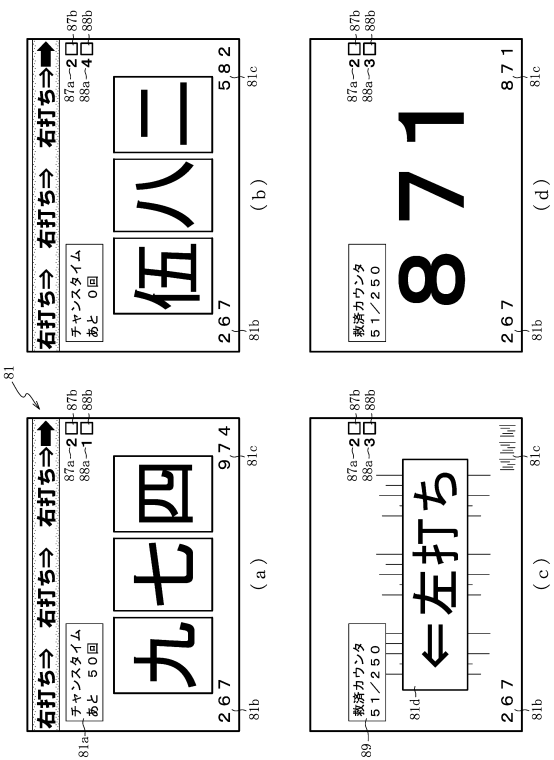 81
右打ち⇒ 右打ち⇒ 右打ち⇒ ➡
81a
チャンスタイム
あと 50回
87a 2 87b
88a 1 88b
九 七 四
267 974
81b 81c
(a)
右打ち⇒ 右打ち⇒ 右打ち⇒ ➡
チャンスタイム
あと 0回
87a 2 87b
88a 4 88b
伍 八 二
267 582
81b 81c
(b)
89
救済カウンタ
51/250
87a 2 87b
88a 3 88b
81d
⇐左打ち
267
81b 81c
(c)
救済カウンタ
51/250
87a 2 87b
88a 3 88b
871
267 871
81b 81c
(d)